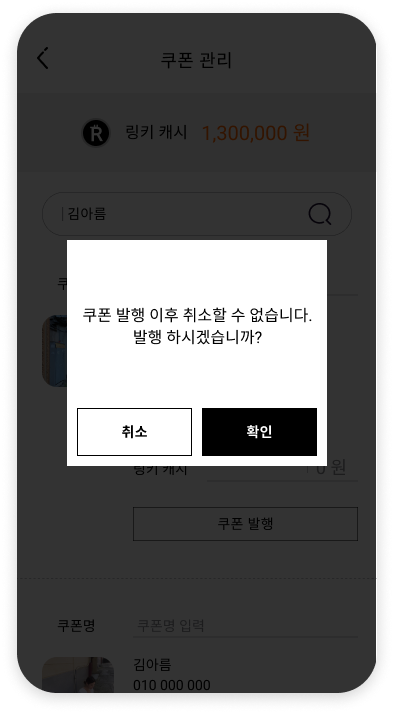 쿠폰 관리
R 링키 캐시 1,300,000 원
김아름
쿠폰 발행 이후 취소할 수 없습니다.
발행 하시겠습니까?
취소 확인
링키 캐시 0 원
쿠폰 발행
쿠폰명 쿠폰명 입력
김아름
010 000 000